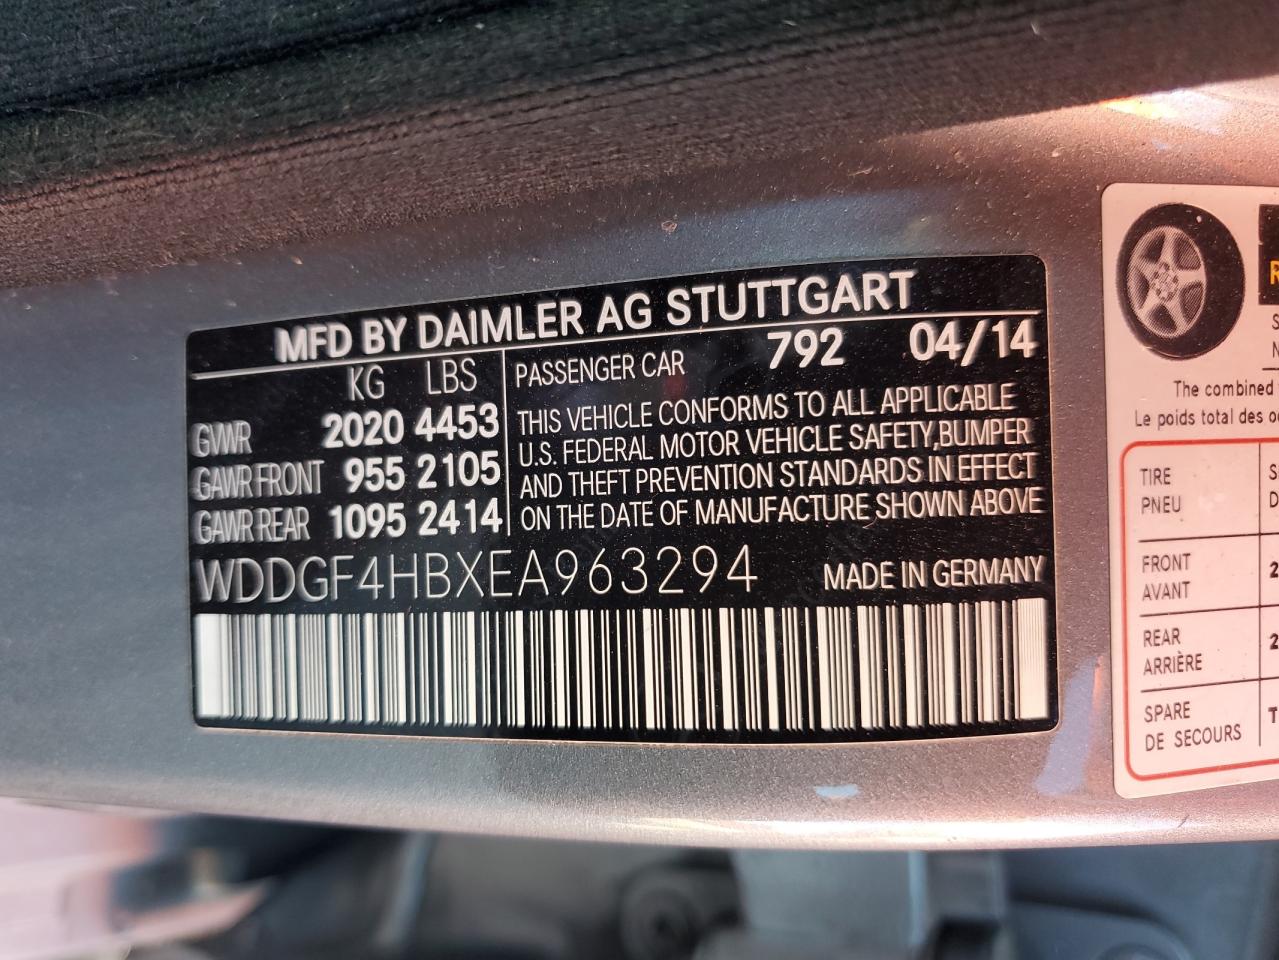 MFD BY DAIMLER AG STUTTGART
KG LBS
PASSENGER CAR 792 04/14
GVWR 2020 4453
GAWR FRONT 955 2105
GAWR REAR 1095 2414
THIS VEHICLE CONFORMS TO ALL APPLICABLE
U.S. FEDERAL MOTOR VEHICLE SAFETY,BUMPER
AND THEFT PREVENTION STANDARDS IN EFFECT
ON THE DATE OF MANUFACTURE SHOWN ABOVE
WDDGF4HBXEA963294 MADE IN GERMANY
The combined
Le poids total des
TIRE
PNEU
FRONT
AVANT
REAR
ARRIÈRE
SPARE
DE SECOURS